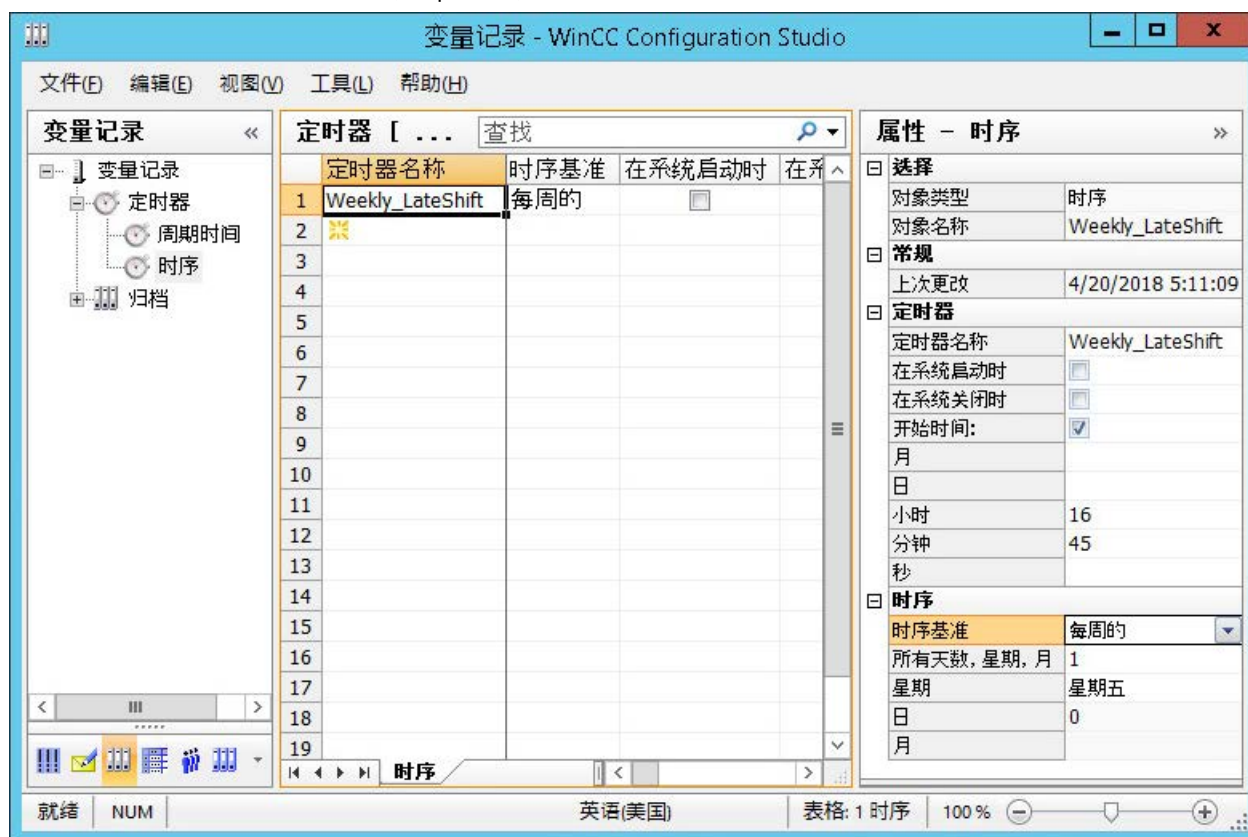 变量记录 - WinCC Configuration Studio
文件(F) 编辑(E) 视图(V) 工具(L) 帮助(H)
变量记录 «
变量记录
定时器
周期时间
时序
归档
定时器 [ ... 查找
定时器名称 时序基准 在系统启动时 在系
1 Weekly_LateShift 每周的
2
3
4
5
6
7
8
9
10
11
12
13
14
15
16
17
18
19
时序
属性 - 时序 »
选择
对象类型 时序
对象名称 Weekly_LateShift
常规
上次更改 4/20/2018 5:11:09
定时器
定时器名称 Weekly_LateShift
在系统启动时
在系统关闭时
开始时间:
月
日
小时 16
分钟 45
秒
时序
时序基准 每周的
所有天数, 星期, 月 1
星期 星期五
日 0
月
就绪 NUM 英语(美国) 表格: 1 时序 100 %